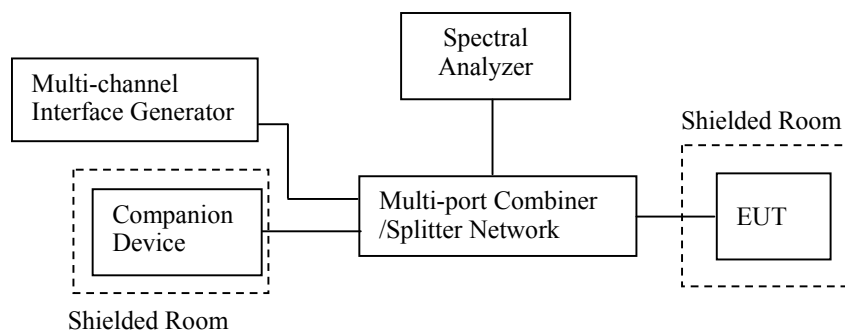 Spectral
Analyzer
Multi-channel
Interface Generator
Shielded Room
Companion
Device
Multi-port Combiner
/Splitter Network
EUT
Shielded Room